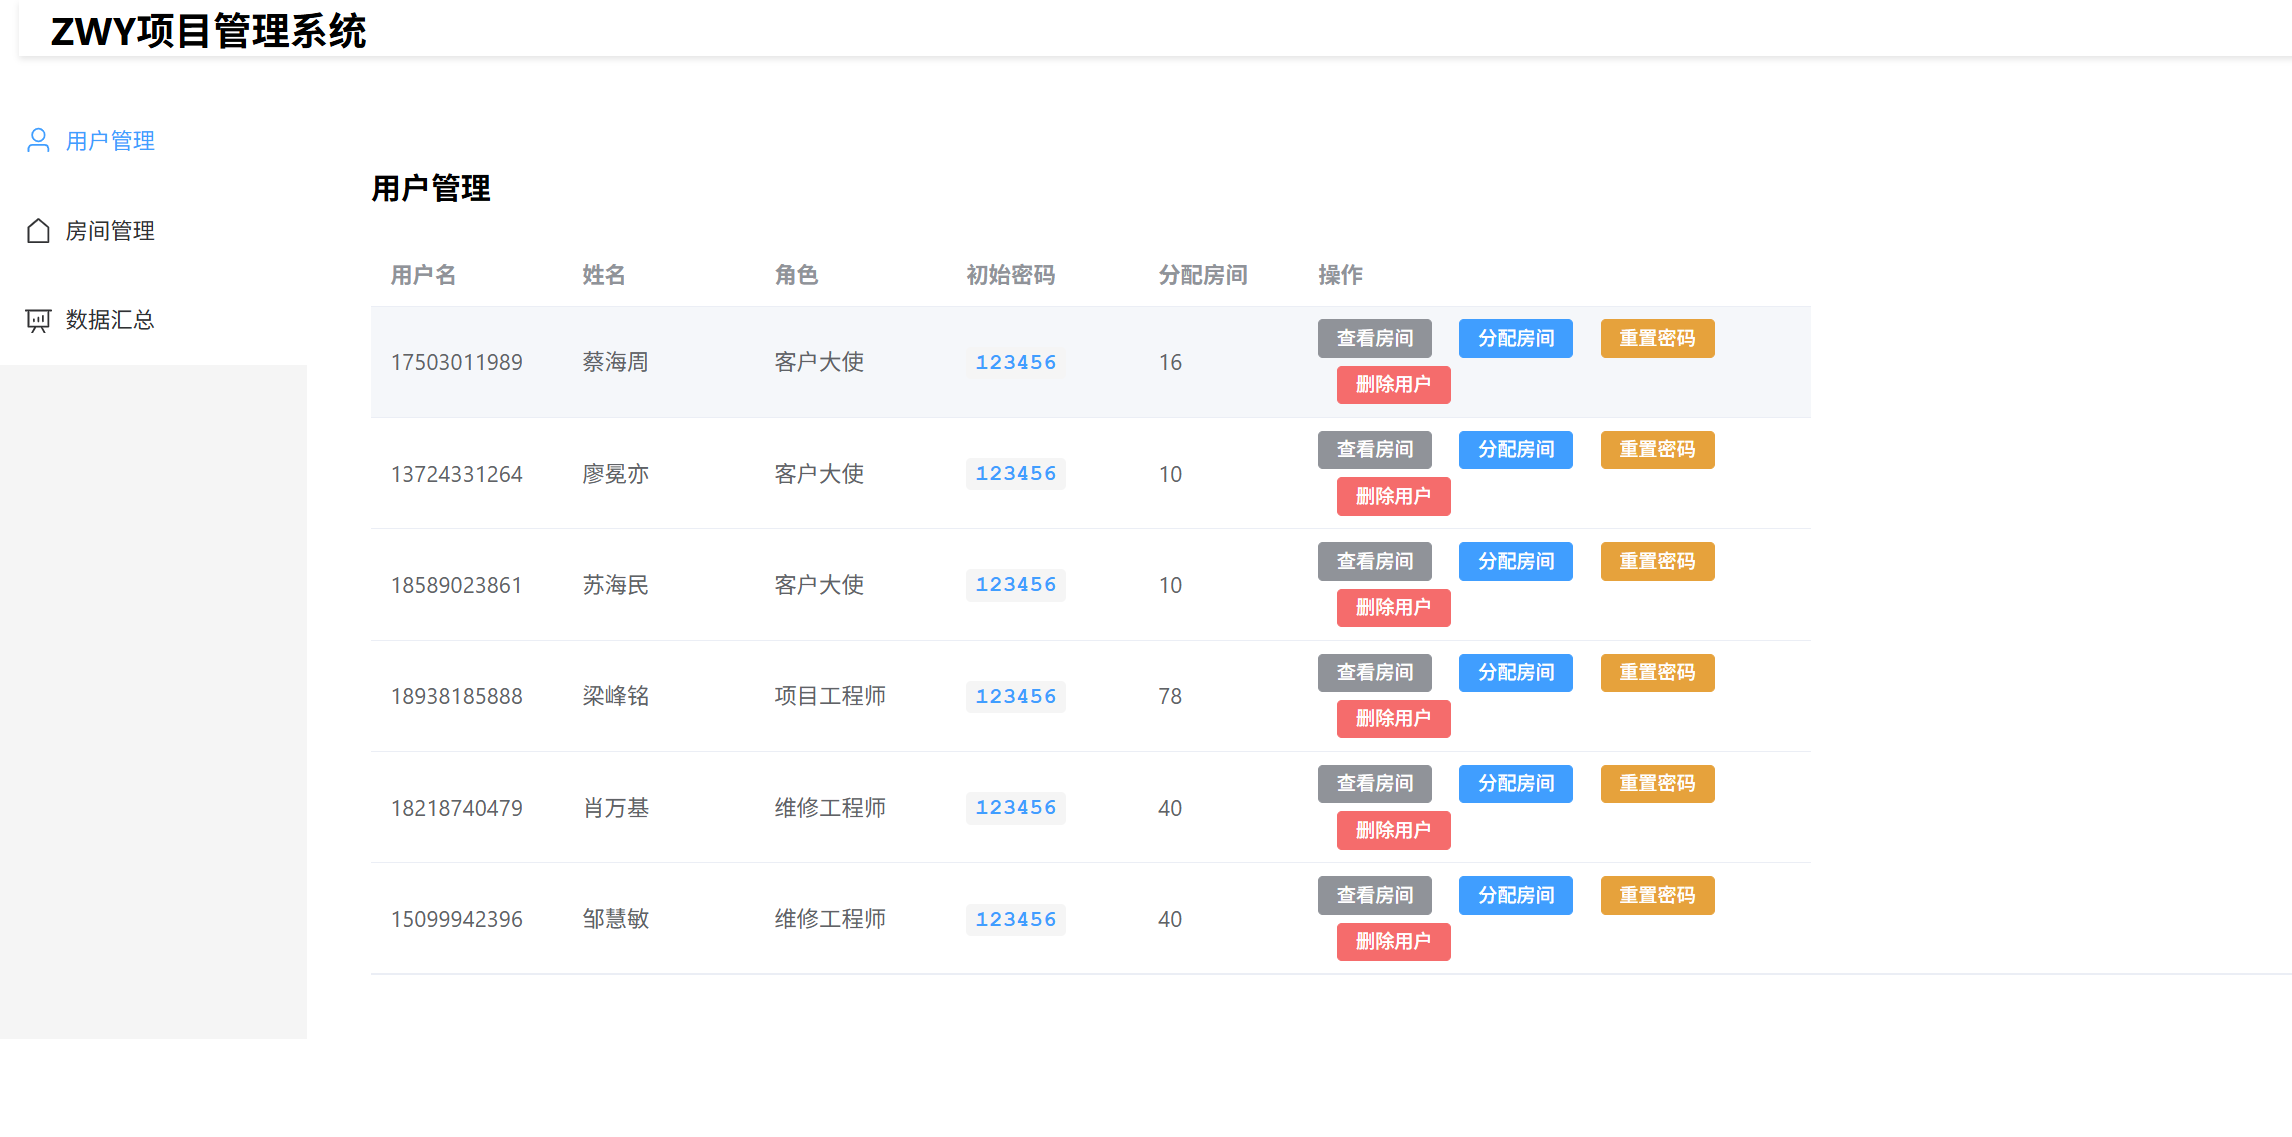 ZWY项目管理系统
用户管理
房间管理
数据汇总
用户管理
用户名 姓名 角色 初始密码 分配房间 操作
17503011989 蔡海周 客户大使 123456 16 查看房间 分配房间 重置密码
删除用户
13724331264 廖冕亦 客户大使 123456 10 查看房间 分配房间 重置密码
删除用户
18589023861 苏海民 客户大使 123456 10 查看房间 分配房间 重置密码
删除用户
18938185888 梁峰铭 项目工程师 123456 78 查看房间 分配房间 重置密码
删除用户
18218740479 肖万基 维修工程师 123456 40 查看房间 分配房间 重置密码
删除用户
15099942396 邹慧敏 维修工程师 123456 40 查看房间 分配房间 重置密码
删除用户